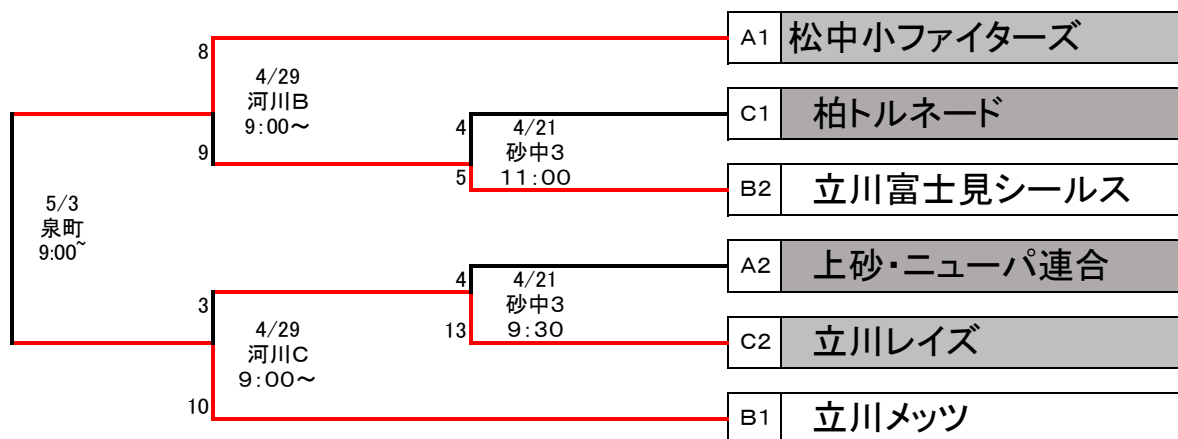 A1 松中小ファイターズ
8
4/29
河川B
9:00～
C1 柏トルネード
4
4/21
砂中3
11:00
9
5
B2 立川富士見シールス
5/3
泉町
9:00~
A2 上砂・ニューパ連合
4
4/21
砂中3
9:30
3
13
C2 立川レイズ
4/29
河川C
9:00～
10
B1 立川メッツ